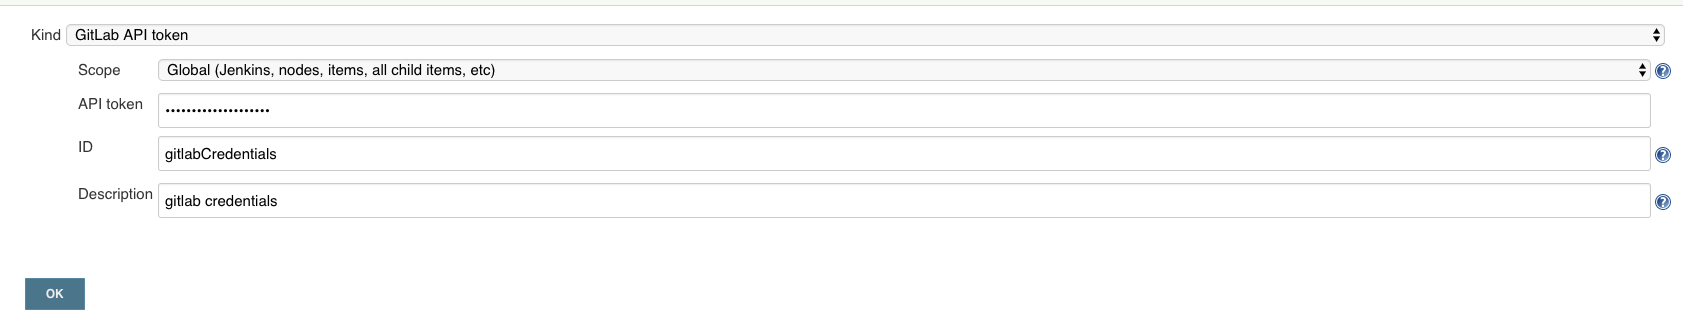 Kind GitLab API token
Scope Global (Jenkins, nodes, items, all child items, etc)
API token ••••••••••••••••••••
ID gitlabCredentials
Description gitlab credentials
OK